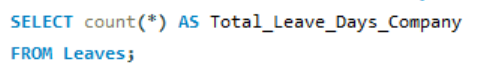 SELECT count(*) AS Total_Leave_Days_Company
FROM Leaves;